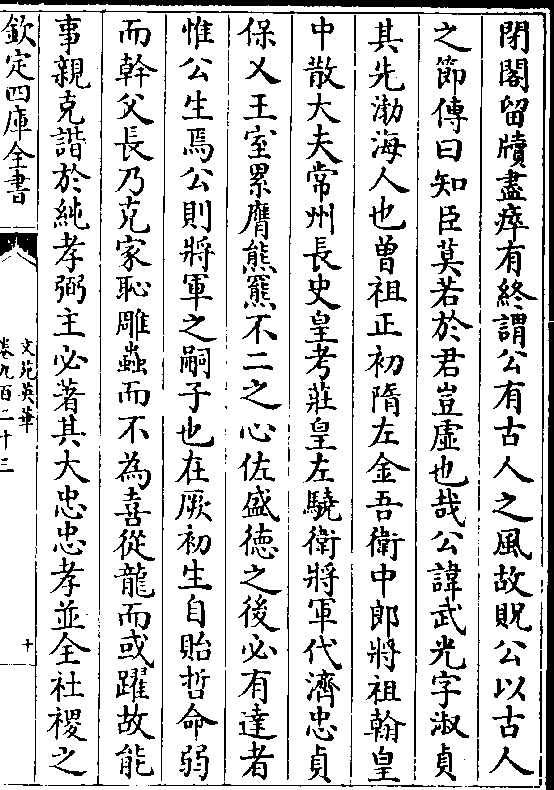 閉閣留牘盡瘁有終謂公有古人之風故貺公以古人
之節傳曰知臣莫若於君豈虛也哉公諱武光字淑貞
其先渤海人也曾祖正初隋左金吾衛中郎將祖翰皇
中散大夫常州長史皇考莊皇左驍衛將軍代濟忠貞
保乂王室累膺熊羆不二之心佐盛德之後必有達者
惟公生焉公則將軍之嗣子也在厥初生自貽哲命弱
而幹父長乃克家恥雕蟲而不為喜從龍而或躍故能
事親克諧於純孝弼主必著其大忠忠孝並全社稷之
欽定四庫全書
文苑英華
卷九百二十三
十